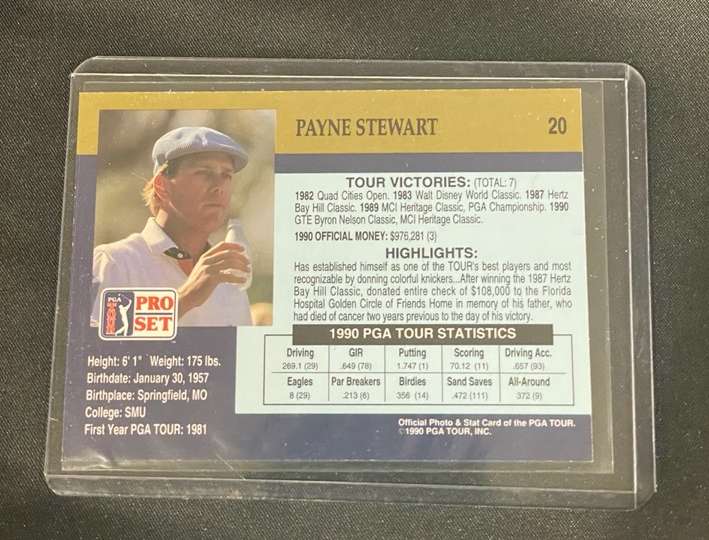 PAYNE STEWART 20
TOUR VICTORIES: (TOTAL: 7)
1982 Quad Cities Open. 1983 Walt Disney World Classic. 1987 Hertz
Bay Hill Classic. 1989 MCI Heritage Classic, PGA Championship. 1990
GTE Byron Nelson Classic, MCI Heritage Classic.
1990 OFFICIAL MONEY: $976,281 (3)
HIGHLIGHTS:
Has established himself as one of the TOUR's best players and most
recognizable by donning colorful knickers...After winning the 1987 Hertz
Bay Hill Classic, donated entire check of $108,000 to the Florida
Hospital Golden Circle of Friends Home in memory of his father, who
had died of cancer two years previous to the day of his victory.
PGA
TOUR
PRO
SET
Height: 6' 1" Weight: 175 lbs.
Birthdate: January 30, 1957
Birthplace: Springfield, MO
College: SMU
First Year PGA TOUR: 1981
1990 PGA TOUR STATISTICS
Driving GIR Putting Scoring Driving Acc.
269.1 (29) .649 (78) 1.747 (1) 70.12 (11) .657 (93)
Eagles Par Breakers Birdies Sand Saves All-Around
8 (29) .213 (6) 356 (14) .472 (111) 372 (9)
Official Photo & Stat Card of the PGA TOUR.
©1990 PGA TOUR, INC.